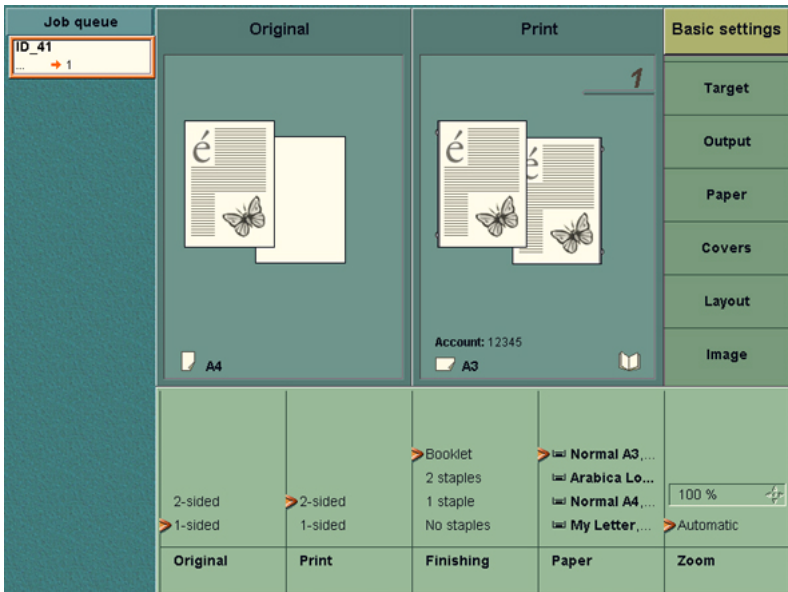 Job queue
ID_41
... 1
Original
Print
Basic settings
1
Target
Output
Paper
Covers
Layout
Image
é
é
é
A4
Account: 12345
A3
2-sided
1-sided
Original
2-sided
1-sided
Print
Booklet
2 staples
1 staple
No staples
Finishing
Normal A3,...
Arabica Lo...
Normal A4,...
My Letter,...
Paper
100 %
Automatic
Zoom